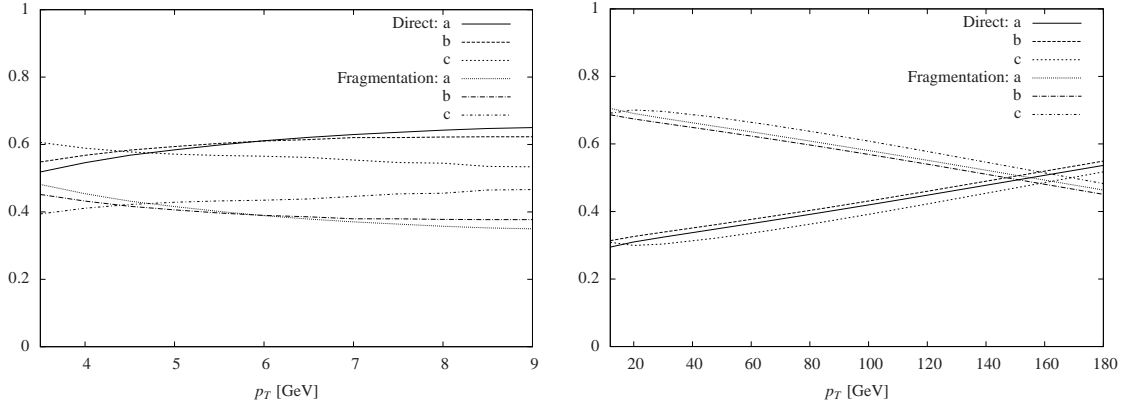 1
0.8
0.6
0.4
0.2
0
4 5 6 7 8 9
p_T [GeV]
Direct: a
b
c
Fragmentation: a
b
c
1
0.8
0.6
0.4
0.2
0
20 40 60 80 100 120 140 160 180
p_T [GeV]
Direct: a
b
c
Fragmentation: a
b
c